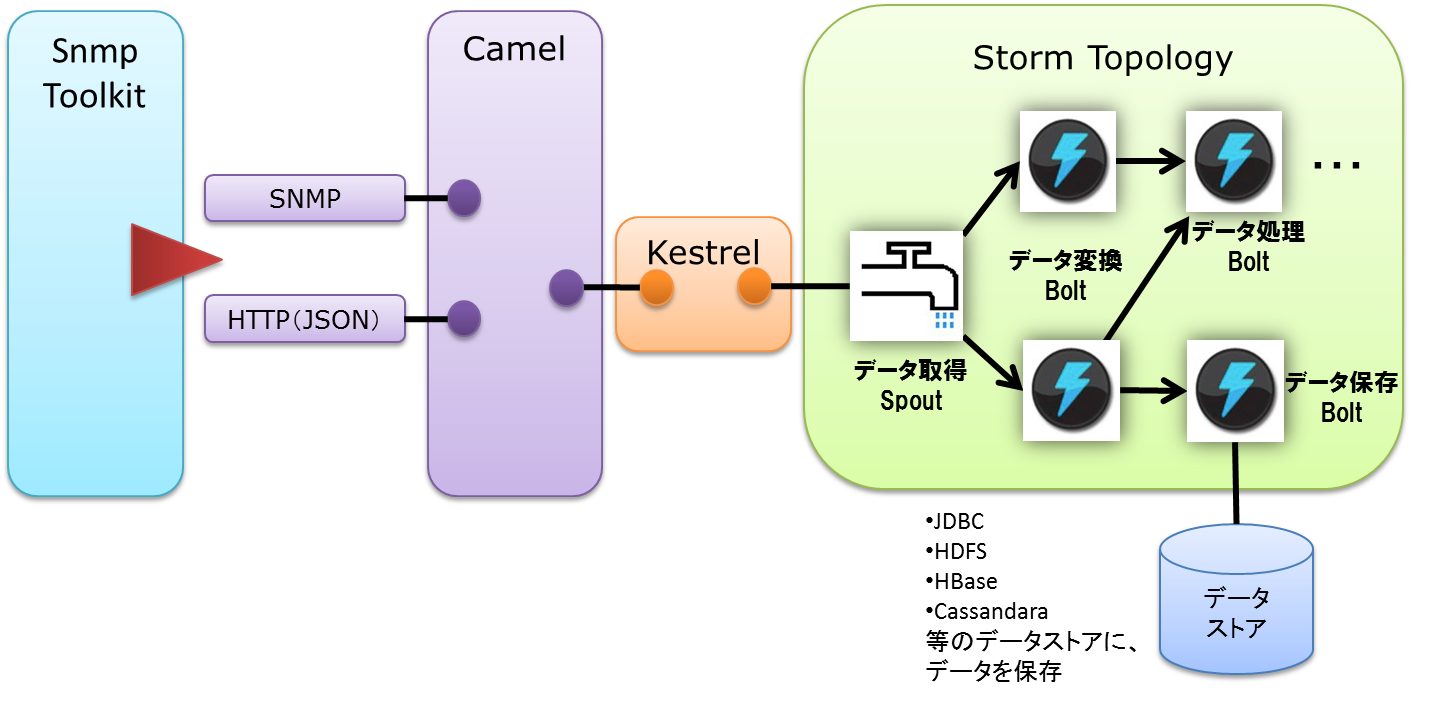 Snmp
Toolkit
SNMP
HTTP(JSON)
Camel
Kestrel
Storm Topology
データ取得
Spout
データ変換
Bolt
データ処理
Bolt
・・・
データ保存
Bolt
•JDBC
•HDFS
•HBase
•Cassandara
等のデータストアに、
データを保存
データ
ストア